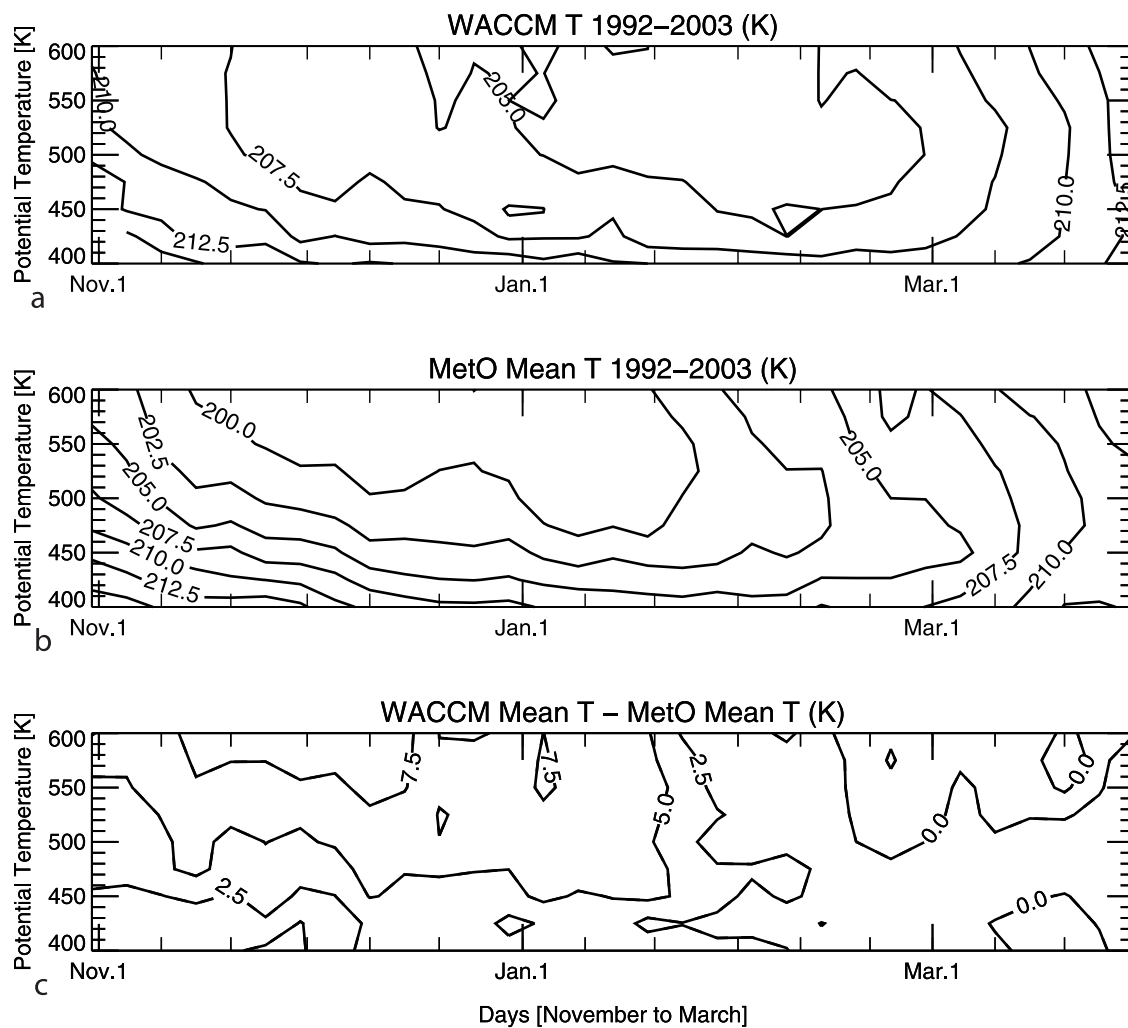 WACCM T 1992–2003 (K)
Potential Temperature [K]
600
550
500
450
400
210.0
207.5
212.5
205.0
210.0
212.5
Nov.1
Jan.1
Mar.1
a
MetO Mean T 1992–2003 (K)
Potential Temperature [K]
600
550
500
450
400
200.0
202.5
205.0
207.5
210.0
212.5
205.0
207.5
210.0
Nov.1
Jan.1
Mar.1
b
WACCM Mean T – MetO Mean T (K)
Potential Temperature [K]
600
550
500
450
400
2.5
7.5
7.5
5.0
2.5
0.0
0.0
0.0
Nov.1
Jan.1
Mar.1
c
Days [November to March]